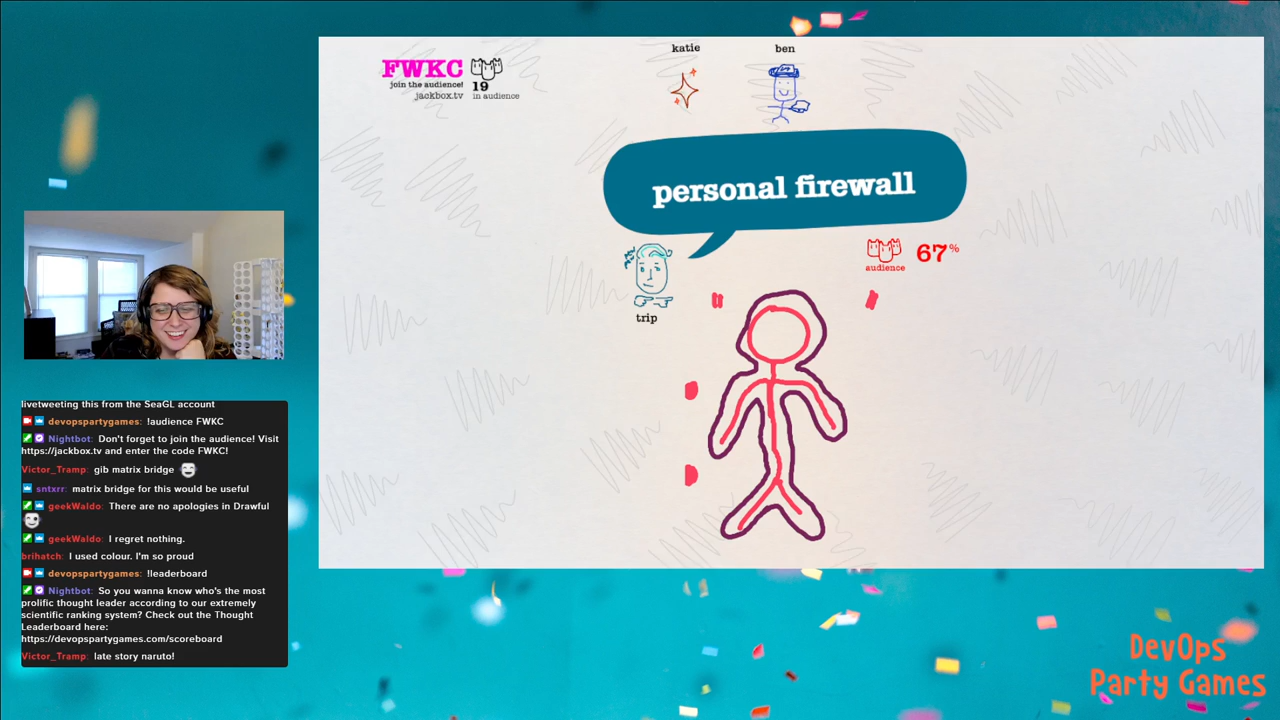 FWKC
join the audience!
jackbox.tv
19
in audience
katie
ben
personal firewall
trip
audience
67%
livetweeting this from the SeaGL account
devopspartygames: !audience FWKC
Nightbot: Don't forget to join the audience! Visit
https://jackbox.tv and enter the code FWKC!
Victor_Tramp: gib matrix bridge
sntxrr: matrix bridge for this would be useful
geekWaldo: There are no apologies in Drawful
geekWaldo: I regret nothing.
brihatch: I used colour. I'm so proud
devopspartygames: !leaderboard
Nightbot: So you wanna know who's the most
prolific thought leader according to our extremely
scientific ranking system? Check out the Thought
Leaderboard here:
https://devopspartygames.com/scoreboard
Victor_Tramp: late story naruto!
DevOps
Party Games